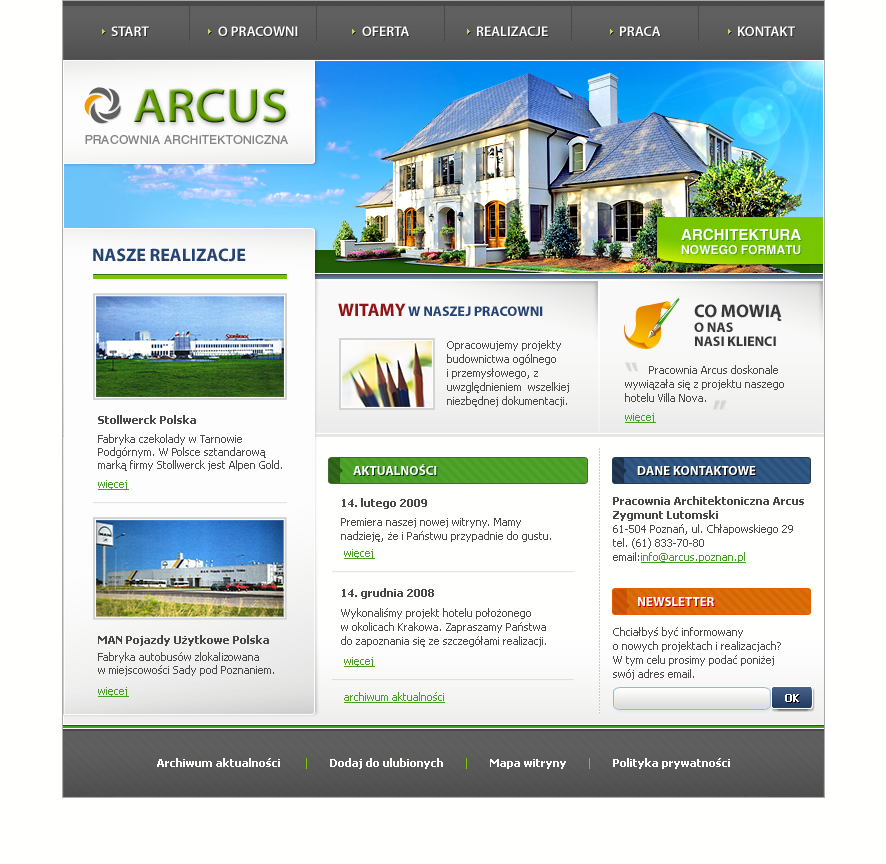 START
O PRACOWNI
OFERTA
REALIZACJE
PRACA
KONTAKT
ARCUS
PRACOWNIA ARCHITEKTONICZNA
ARCHITEKTURA
NOWEGO FORMATU
NASZE REALIZACJE
Stollwerck Polska
Fabryka czekolady w Tarnowie
Podgórnym. W Polsce sztandarową
marką firmy Stollwerck jest Alpen Gold.
więcej
MAN Pojazdy Użytkowe Polska
Fabryka autobusów zlokalizowana
w miejscowości Sady pod Poznaniem.
więcej
WITAMY W NASZEJ PRACOWNI
Opracowujemy projekty
budownictwa ogólnego
i przemysłowego, z
uwzględnieniem wszelkiej
niezbędnej dokumentacji.
CO MOWIĄ
O NAS
NASI KLIENCI
" Pracownia Arcus doskonale
wywiązała się z projektu naszego
hotelu Villa Nova. "
więcej
AKTUALNOŚCI
14. lutego 2009
Premiera naszej nowej witryny. Mamy
nadzieję, że i Państwu przypadnie do gustu.
więcej
14. grudnia 2008
Wykonaliśmy projekt hotelu położonego
w okolicach Krakowa. Zapraszamy Państwa
do zapoznania się ze szczegółami realizacji.
więcej
archiwum aktualności
DANE KONTAKTOWE
Pracownia Architektoniczna Arcus
Zygmunt Lutomski
61-504 Poznań, ul. Chłapowskiego 29
tel. (61) 833-70-80
email:info@arcus.poznan.pl
NEWSLETTER
Chciałbyś być informowany
o nowych projektach i realizacjach?
W tym celu prosimy podać poniżej
swój adres email.
OK
Archiwum aktualności
Dodaj do ulubionych
Mapa witryny
Polityka prywatności